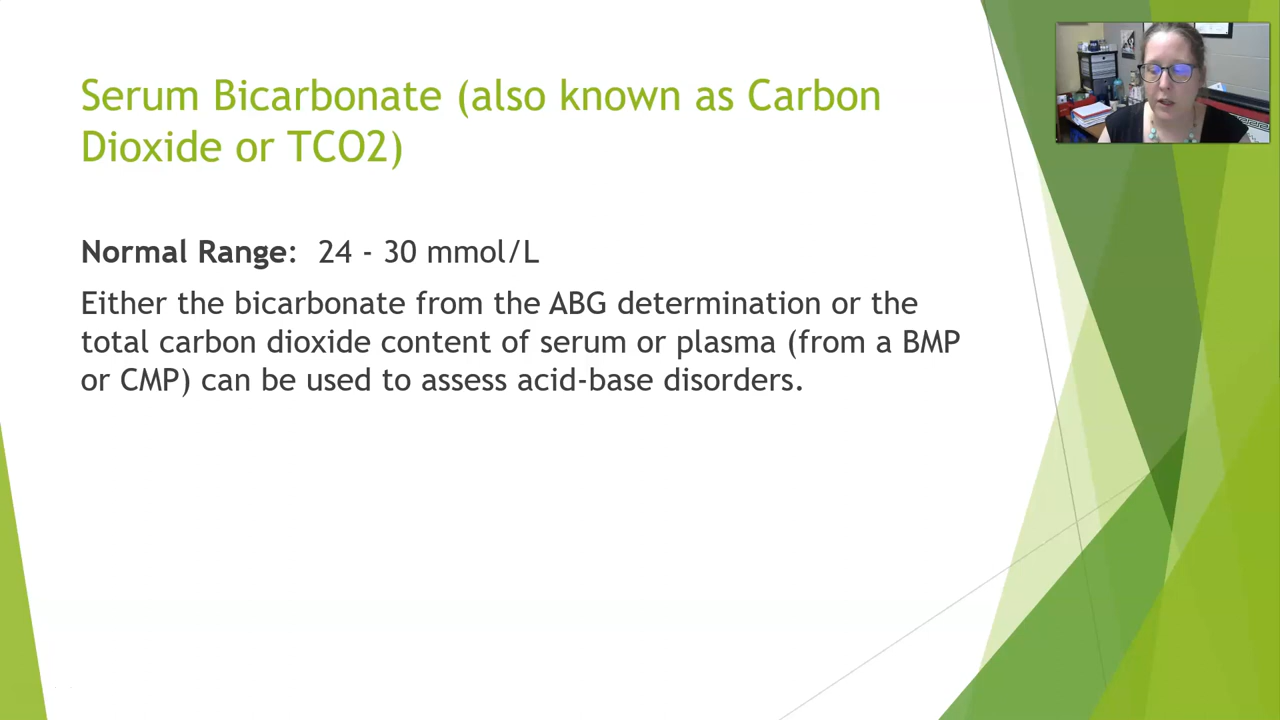 Serum Bicarbonate (also known as Carbon
Dioxide or TCO2)
Normal Range:  24 - 30 mmol/L
Either the bicarbonate from the ABG determination or the
total carbon dioxide content of serum or plasma (from a BMP
or CMP) can be used to assess acid-base disorders.